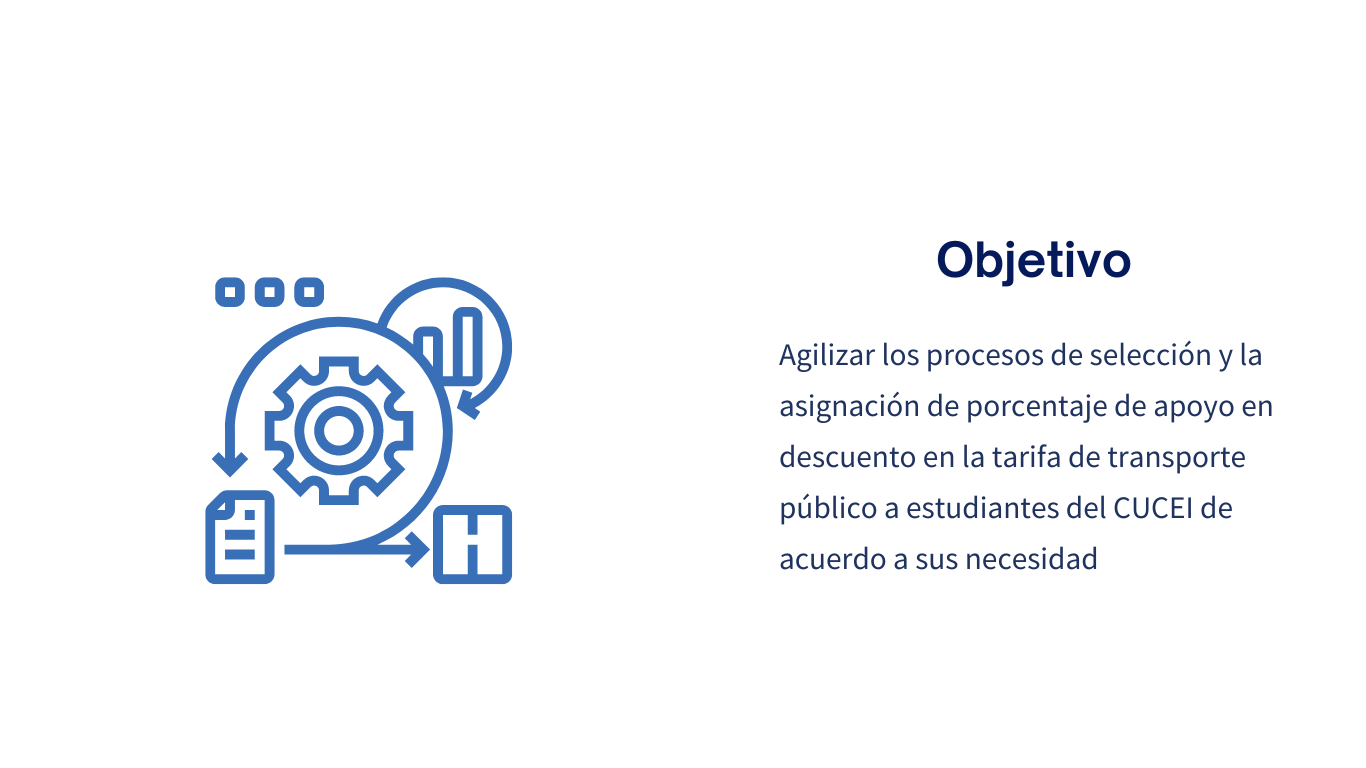 Objetivo
Agilizar los procesos de selección y la
asignación de porcentaje de apoyo en
descuento en la tarifa de transporte
público a estudiantes del CUCEI de
acuerdo a sus necesidad